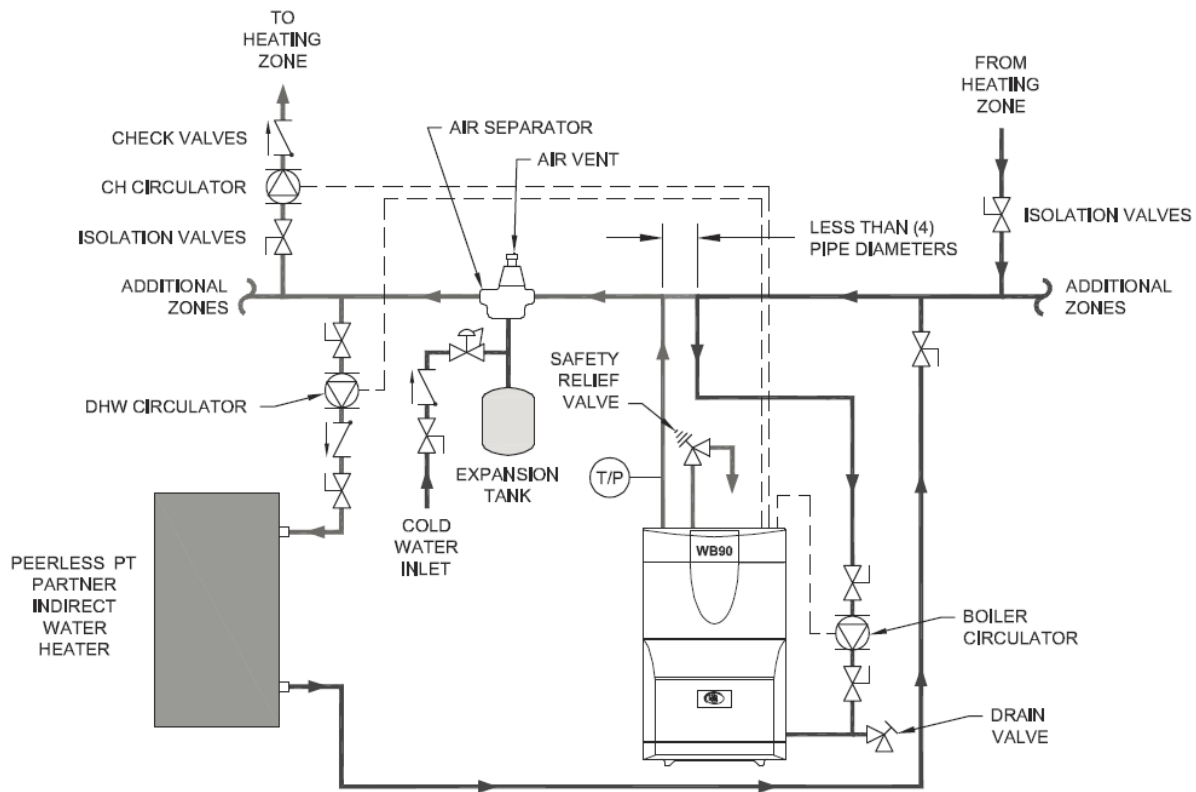 TO
HEATING
ZONE
FROM
HEATING
ZONE
CHECK VALVES
AIR SEPARATOR
AIR VENT
CH CIRCULATOR
ISOLATION VALVES
LESS THAN (4)
PIPE DIAMETERS
ISOLATION VALVES
ADDITIONAL
ZONES
ADDITIONAL
ZONES
SAFETY
RELIEF
VALVE
DHW CIRCULATOR
EXPANSION
TANK
T/P
COLD
WATER
INLET
WB90
PEERLESS PT
PARTNER
INDIRECT
WATER
HEATER
BOILER
CIRCULATOR
DRAIN
VALVE